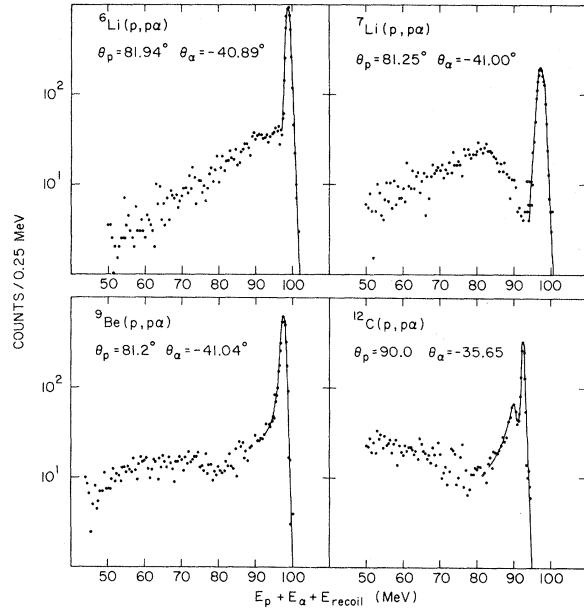 ⁶Li(p,pα)
θp = 81.94° θα = −40.89°
⁷Li(p,pα)
θp = 81.25° θα = −41.00°
10²
10¹
50 60 70 80 90 100
50 60 70 80 90 100
COUNTS / 0.25 MeV
⁹Be(p,pα)
θp = 81.2° θα = −41.04°
¹²C(p,pα)
θp = 90.0 θα = −35.65
10²
10¹
50 60 70 80 90 100
50 60 70 80 90 100
Ep + Eα + Erecoil (MeV)